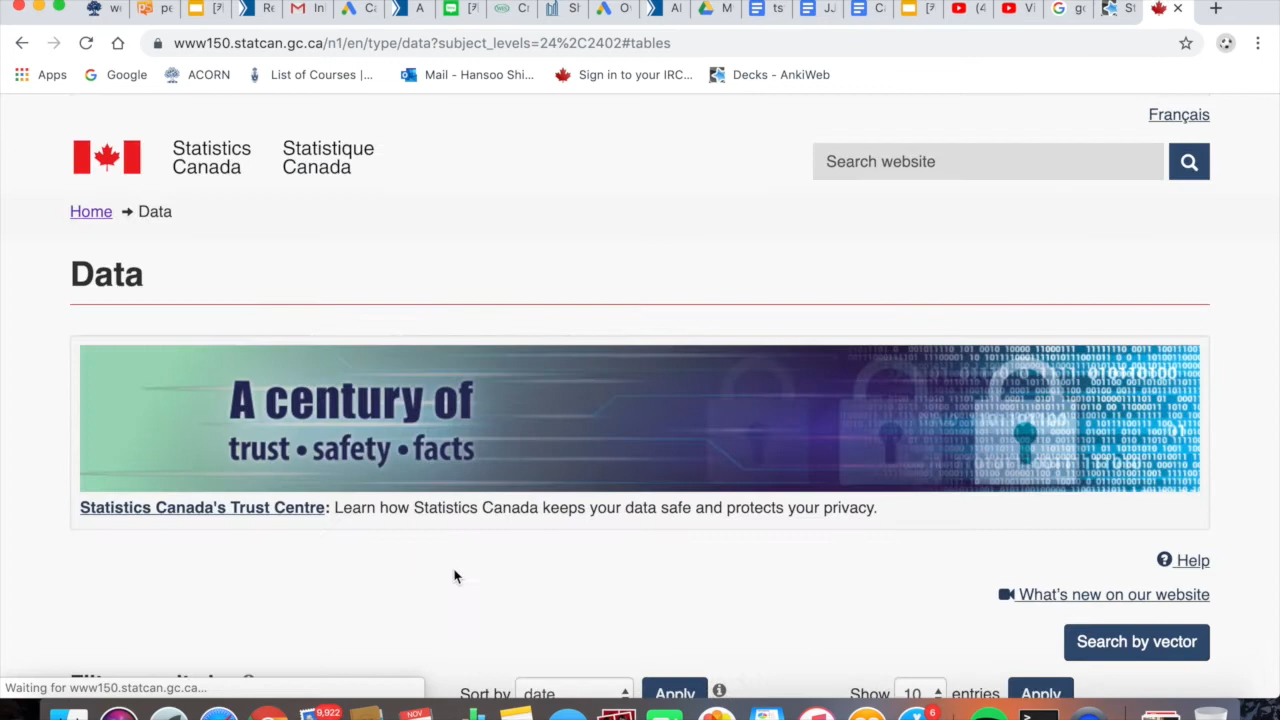 www150.statcan.gc.ca/n1/en/type/data?subject_levels=24%2C2402#tables
Apps Google ACORN List of Courses |... Mail - Hansoo Shi... Sign in to your IRC... Decks - AnkiWeb
Français
Statistics Canada
Statistique Canada
Search website
Home ➔ Data
Data
A century of
trust • safety • facts
Statistics Canada's Trust Centre: Learn how Statistics Canada keeps your data safe and protects your privacy.
Help
What's new on our website
Search by vector
Sort by date Apply Show 10 entries Apply
Waiting for www150.statcan.gc.ca...
9,922
NOV
6